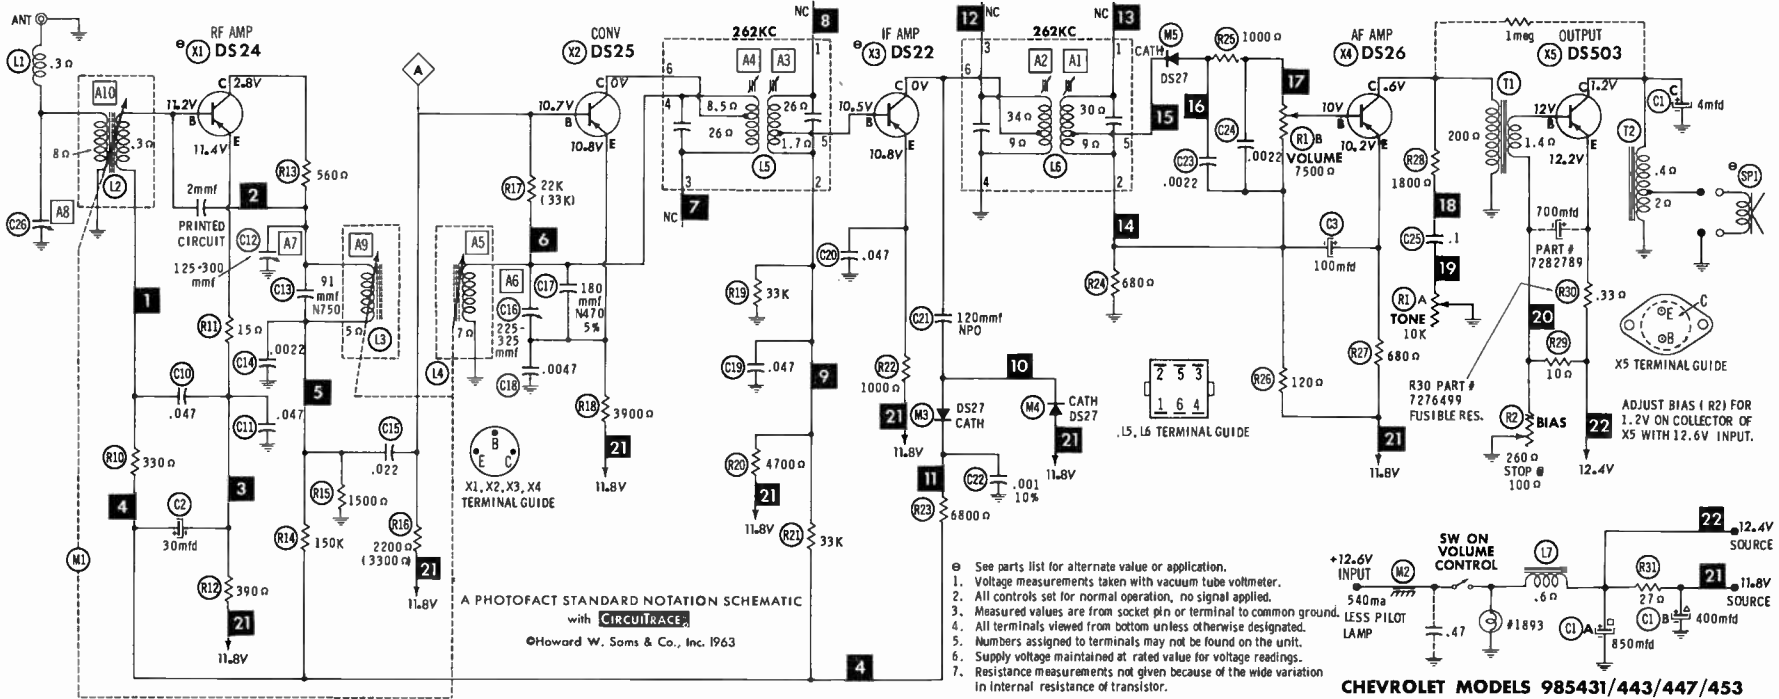 ANT
L1
.3Ω
A10
8Ω
.3Ω
L2
C26
A8
RF AMP
⊖ X1 DS24
C 2.8V
11.2V
B
E
11.4V
2mmf
2
PRINTED
CIRCUIT
R13
560Ω
C12
A7
125-300
mmf
C13
91
mmf
N750
A9
5Ω
L3
1
R11
15Ω
C14
.0022
5
C10
.047
C11
.047
R10
330Ω
4
3
C2
30mfd
R12
390Ω
21
11.8V
M1
R14
150K
R15
1500Ω
C15
.022
R16
2200Ω
(3300Ω)
21
11.8V
A
A5
7Ω
L4
CONV
X2 DS25
C 0V
10.7V
B
E
10.8V
R17
22K
(33K)
6
A6
C16
225-
325
mmf
C17
180
mmf
N470
5%
C18
.0047
R18
3900Ω
21
11.8V
B
E C
X1, X2, X3, X4
TERMINAL GUIDE
A PHOTOFACT STANDARD NOTATION SCHEMATIC
with CIRCUITRACE
©Howard W. Sams & Co., Inc. 1963
NC
8
262KC
6
4
A4
A3
1
8.5Ω
26Ω
26Ω
1.7Ω
5
L5
3
2
NC
7
R19
33K
C19
.047
9
R20
4700Ω
21
11.8V
R21
33K
4
IF AMP
⊖ X3 DS22
C 0V
10.5V
B
E
10.8V
C20
.047
C21
120mmf
NPO
R22
1000Ω
21
11.8V
M3
DS27
CATH
10
M4
CATH
DS27
21
11.8V
11
C22
.001
10%
R23
6800Ω
12
NC
NC
13
262KC
3
6
A2
A1
1
34Ω
30Ω
9Ω
9Ω
5
L6
4
2
14
R24
680Ω
2 5 3
1 6 4
L5, L6 TERMINAL GUIDE
M5
CATH
DS27
R25
1000Ω
15
16
17
C23
.0022
C24
.0022
R1 B
VOLUME
7500Ω
C3
100mfd
R26
120Ω
AF AMP
X4 DS26
C .6V
10V
B
E
10.2V
R27
680Ω
21
11.8V
R28
1800Ω
18
C25
.1
19
R1 A
TONE
10K
1meg
OUTPUT
X5 DS503
C 1.2V
T1
200Ω
12V
B
1.4Ω
E
12.2V
C
C1
4mfd
T2
.4Ω
2Ω
⊖
SP1
700mfd
PART #
7282789
R30
.33Ω
20
R29
10Ω
R30 PART #
7276499
FUSIBLE RES.
R2
BIAS
260Ω
STOP @
100Ω
22
12.4V
C
E
B
X5 TERMINAL GUIDE
ADJUST BIAS (R2) FOR
1.2V ON COLLECTOR OF
X5 WITH 12.6V INPUT.
⊖ See parts list for alternate value or application.
1. Voltage measurements taken with vacuum tube voltmeter.
2. All controls set for normal operation, no signal applied.
3. Measured values are from socket pin or terminal to common ground.
4. All terminals viewed from bottom unless otherwise designated.
5. Numbers assigned to terminals may not be found on the unit.
6. Supply voltage maintained at rated value for voltage readings.
7. Resistance measurements not given because of the wide variation
in internal resistance of transistor.
+12.6V
INPUT
540ma
LESS PILOT
LAMP
M2
.47
SW ON
VOLUME
CONTROL
#1893
L7
.6Ω
22
12.4V
SOURCE
R31
27Ω
21
11.8V
SOURCE
C1 A
850mfd
C1 B
400mfd
CHEVROLET MODELS 985431/443/447/453